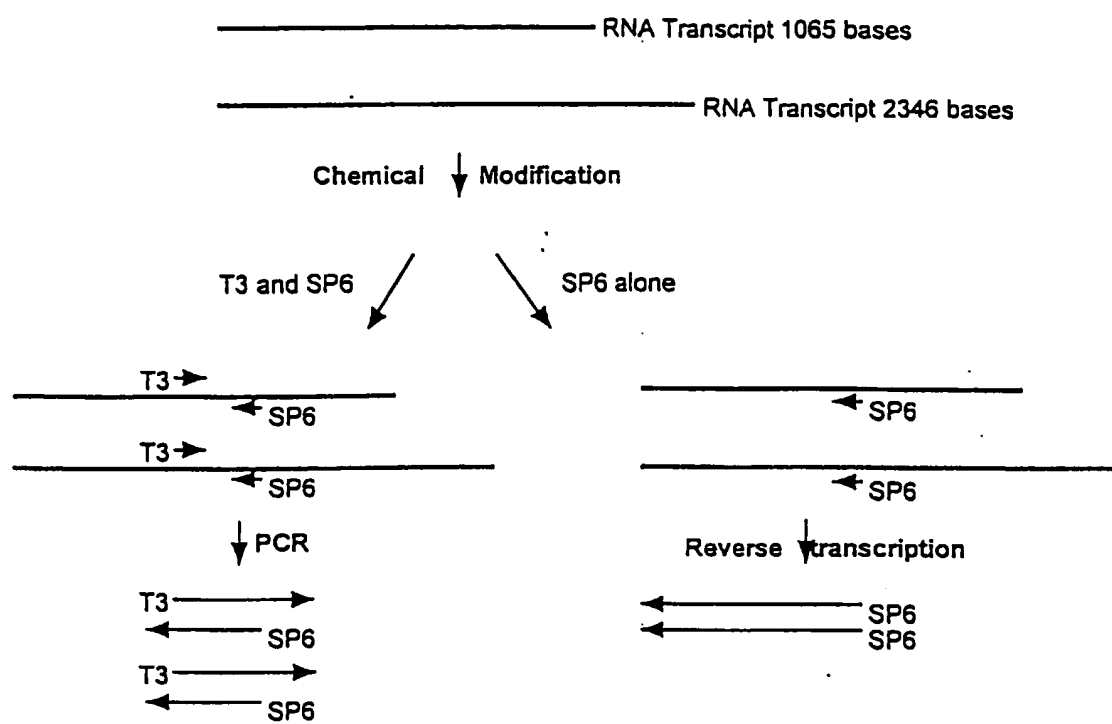 RNA Transcript 1065 bases
RNA Transcript 2346 bases
Chemical Modification
T3 and SP6
SP6 alone
T3
SP6
T3
SP6
SP6
SP6
PCR
Reverse transcription
T3
SP6
T3
SP6
SP6
SP6